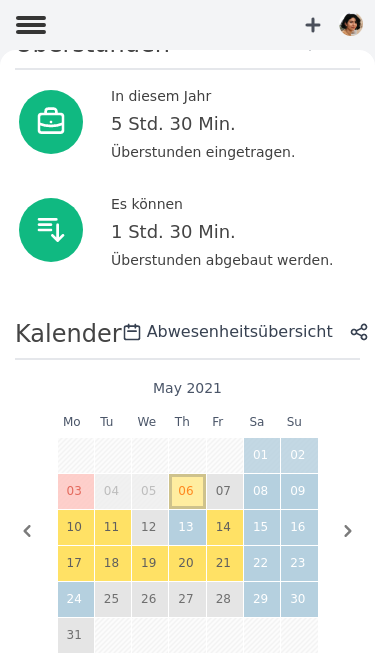 Überstunden
In diesem Jahr
5 Std. 30 Min.
Überstunden eingetragen.
Es können
1 Std. 30 Min.
Überstunden abgebaut werden.
Kalender Abwesenheitsübersicht
May 2021
Mo Tu We Th Fr Sa Su
01 02
03 04 05 06 07 08 09
10 11 12 13 14 15 16
17 18 19 20 21 22 23
24 25 26 27 28 29 30
31